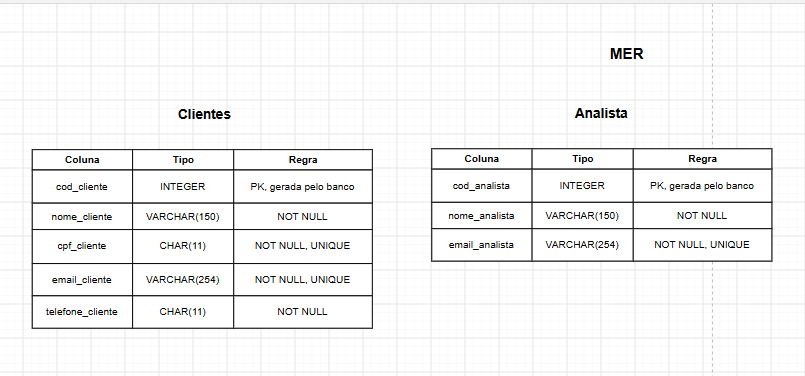 MER
Clientes
Coluna Tipo Regra
cod_cliente INTEGER PK, gerada pelo banco
nome_cliente VARCHAR(150) NOT NULL
cpf_cliente CHAR(11) NOT NULL, UNIQUE
email_cliente VARCHAR(254) NOT NULL, UNIQUE
telefone_cliente CHAR(11) NOT NULL
Analista
Coluna Tipo Regra
cod_analista INTEGER PK, gerada pelo banco
nome_analista VARCHAR(150) NOT NULL
email_analista VARCHAR(254) NOT NULL, UNIQUE